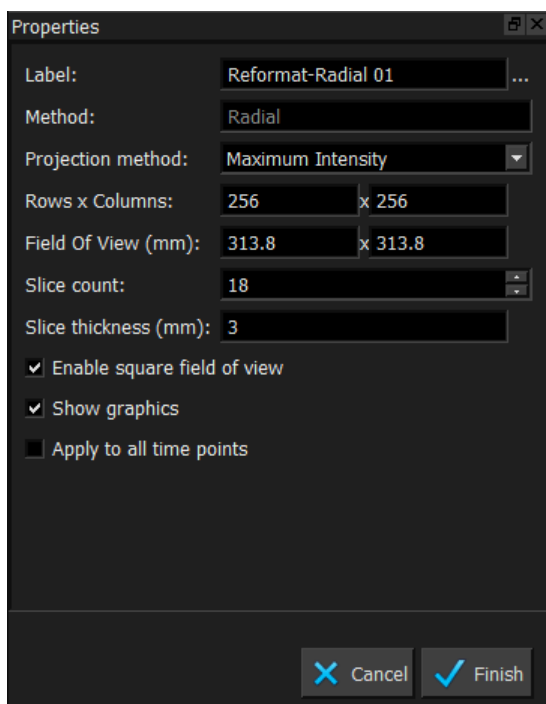 Properties
Label: Reformat-Radial 01 ...
Method: Radial
Projection method: Maximum Intensity
Rows x Columns: 256 x 256
Field Of View (mm): 313.8 x 313.8
Slice count: 18
Slice thickness (mm): 3
Enable square field of view
Show graphics
Apply to all time points
Cancel Finish